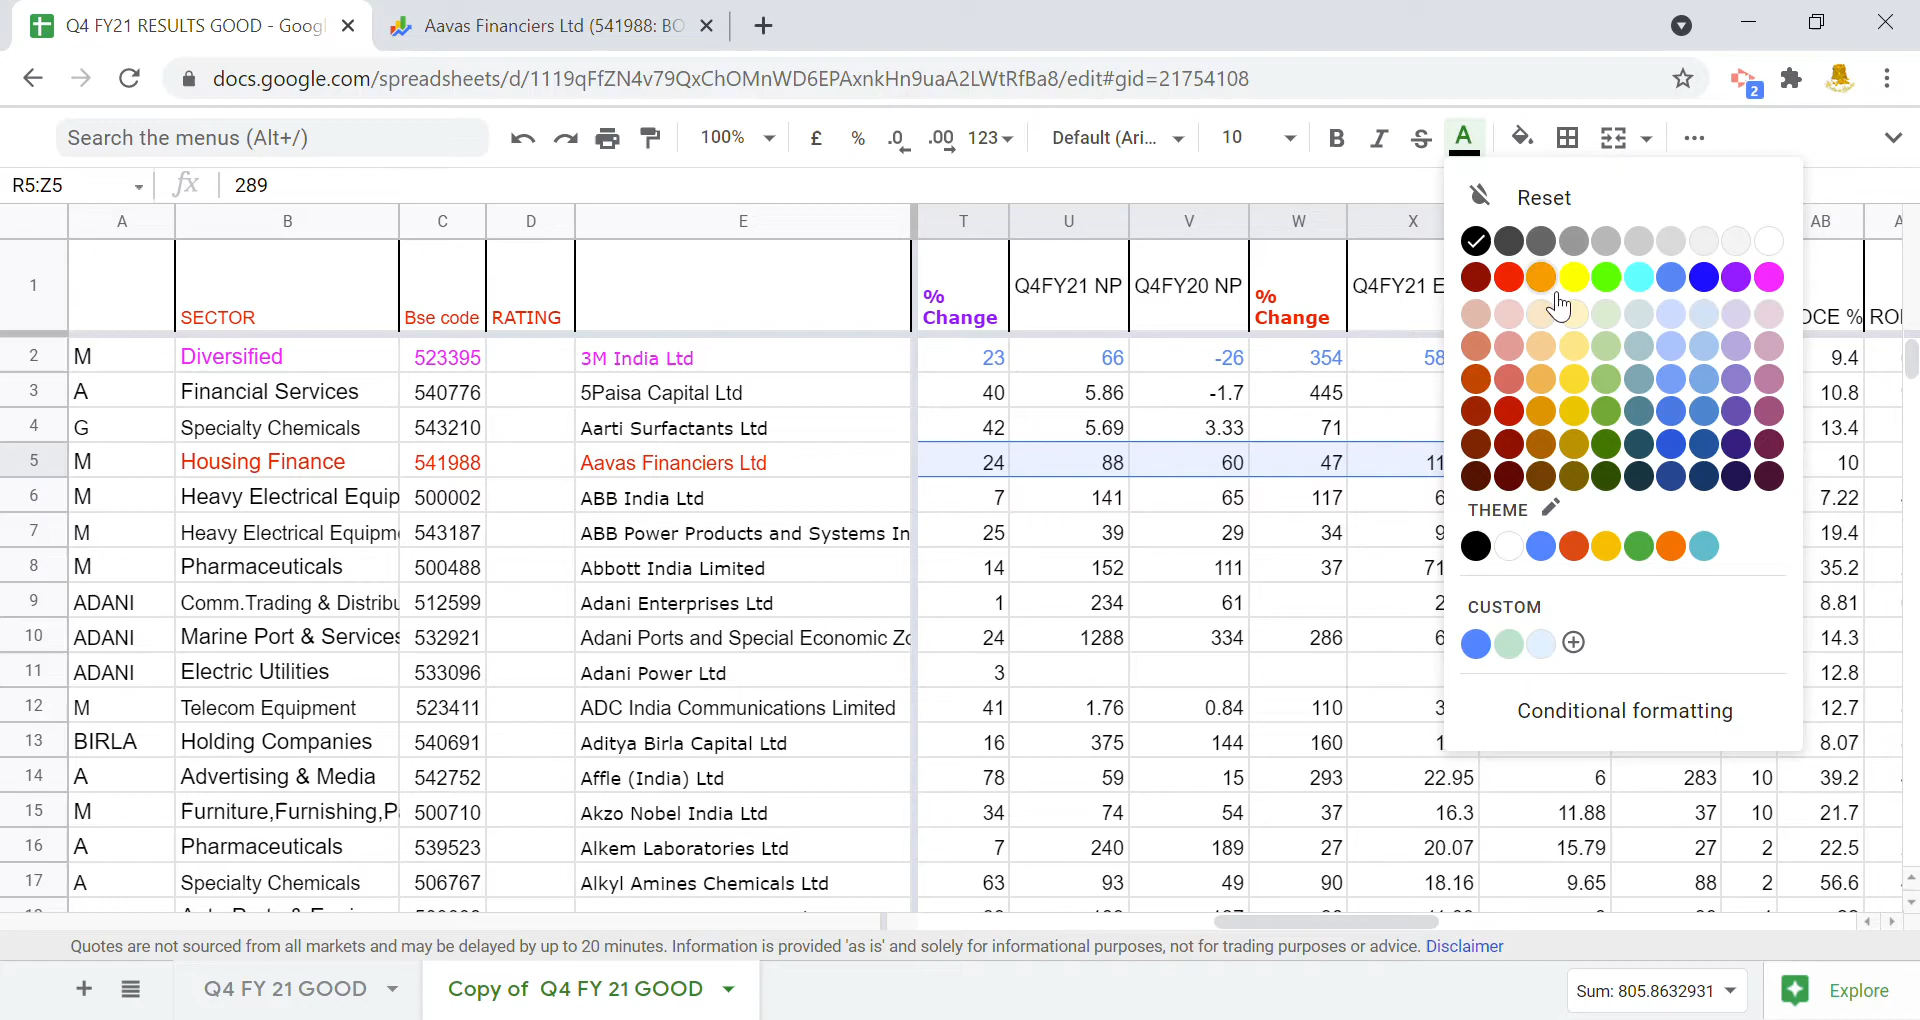 Q4 FY21 RESULTS GOOD - Googl
Aavas Financiers Ltd (541988: BO
docs.google.com/spreadsheets/d/1119qFfZN4v79QxChOMnWD6EPAxnkHn9uaA2LWtRfBa8/edit#gid=21754108
2
Search the menus (Alt+/) 100% £ % .0 .00 123 Default (Ari... 10 B I S A
R5:Z5 fx 289
Reset
A B C D E T U V W X AB
1 SECTOR Bse code RATING % Change Q4FY21 NP Q4FY20 NP % Change Q4FY21 E OCE % RO
2 M Diversified 523395 3M India Ltd 23 66 -26 354 58 9.4
3 A Financial Services 540776 5Paisa Capital Ltd 40 5.86 -1.7 445 10.8
4 G Specialty Chemicals 543210 Aarti Surfactants Ltd 42 5.69 3.33 71 13.4
5 M Housing Finance 541988 Aavas Financiers Ltd 24 88 60 47 11 10
6 M Heavy Electrical Equip 500002 ABB India Ltd 7 141 65 117 6 7.22
7 M Heavy Electrical Equipm 543187 ABB Power Products and Systems In 25 39 29 34 9 19.4
8 M Pharmaceuticals 500488 Abbott India Limited 14 152 111 37 71 35.2
9 ADANI Comm.Trading & Distribu 512599 Adani Enterprises Ltd 1 234 61 2 8.81
10 ADANI Marine Port & Services 532921 Adani Ports and Special Economic Zo 24 1288 334 286 6 14.3
11 ADANI Electric Utilities 533096 Adani Power Ltd 3 12.8
12 M Telecom Equipment 523411 ADC India Communications Limited 41 1.76 0.84 110 3 12.7
13 BIRLA Holding Companies 540691 Aditya Birla Capital Ltd 16 375 144 160 1 8.07
14 A Advertising & Media 542752 Affle (India) Ltd 78 59 15 293 22.95 6 283 10 39.2
15 M Furniture,Furnishing,P 500710 Akzo Nobel India Ltd 34 74 54 37 16.3 11.88 37 10 21.7
16 A Pharmaceuticals 539523 Alkem Laboratories Ltd 7 240 189 27 20.07 15.79 27 2 22.5
17 A Specialty Chemicals 506767 Alkyl Amines Chemicals Ltd 63 93 49 90 18.16 9.65 88 2 56.6
THEME
CUSTOM
Conditional formatting
Quotes are not sourced from all markets and may be delayed by up to 20 minutes. Information is provided 'as is' and solely for informational purposes, not for trading purposes or advice. Disclaimer
Q4 FY 21 GOOD Copy of Q4 FY 21 GOOD Sum: 805.8632931 Explore